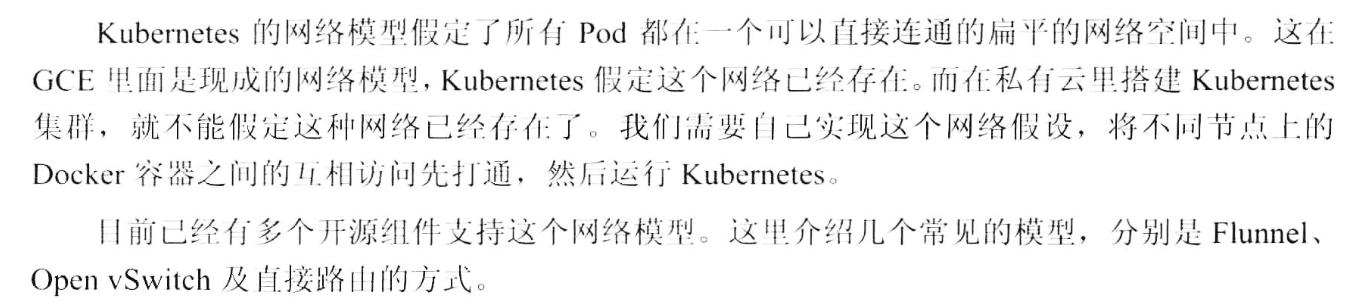 Kubernetes 的网络模型假定了所有 Pod 都在一个可以直接连通的扁平的网络空间中。这在
GCE 里面是现成的网络模型，Kubernetes 假定这个网络已经存在。而在私有云里搭建 Kubernetes
集群，就不能假定这种网络已经存在了。我们需要自己实现这个网络假设，将不同节点上的
Docker 容器之间的互相访问先打通，然后运行 Kubernetes。
目前已经有多个开源组件支持这个网络模型。这里介绍几个常见的模型，分别是 Flunnel、
Open vSwitch 及直接路由的方式。